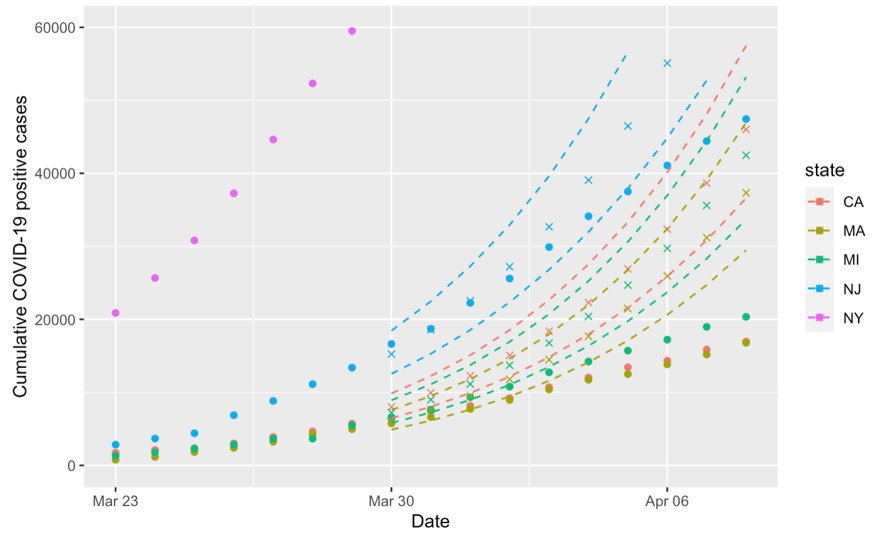 Cumulative COVID-19 positive cases
60000
40000
20000
0
Mar 23
Mar 30
Apr 06
Date
state
CA
MA
MI
NJ
NY